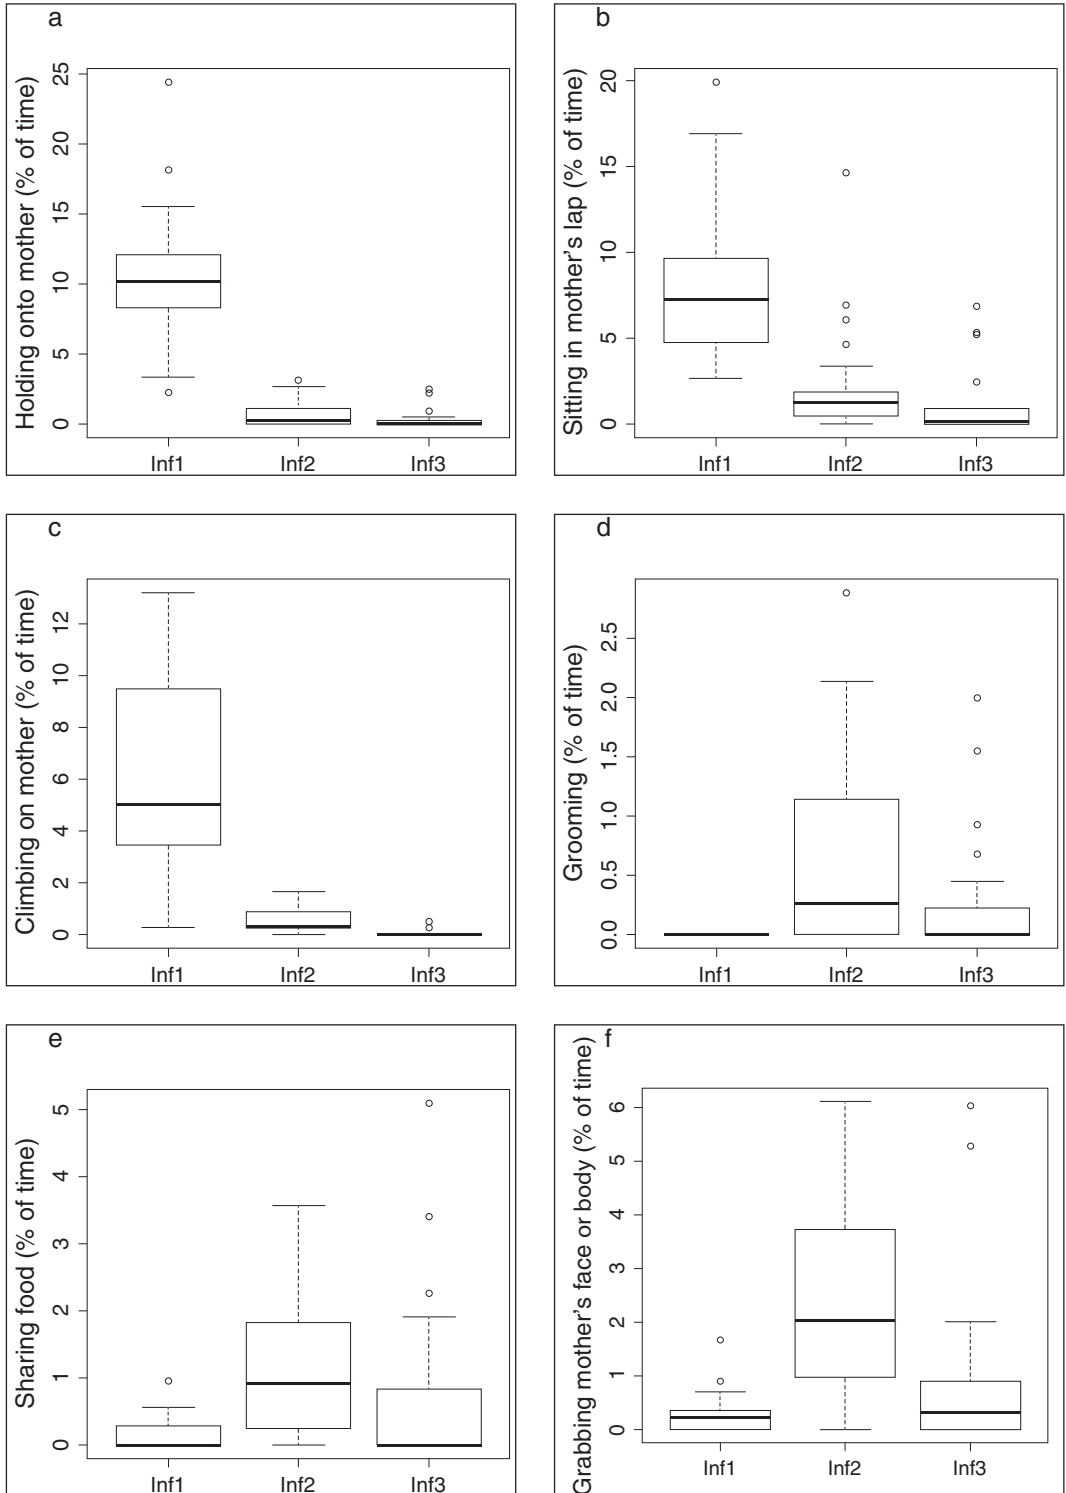 a
Holding onto mother (% of time)
25
20
15
10
5
0
Inf1
Inf2
Inf3
b
Sitting in mother's lap (% of time)
20
15
10
5
0
Inf1
Inf2
Inf3
c
Climbing on mother (% of time)
12
10
8
6
4
2
0
Inf1
Inf2
Inf3
d
Grooming (% of time)
2.5
2.0
1.5
1.0
0.5
0.0
Inf1
Inf2
Inf3
e
Sharing food (% of time)
5
4
3
2
1
0
Inf1
Inf2
Inf3
f
Grabbing mother's face or body (% of time)
6
5
4
3
2
1
0
Inf1
Inf2
Inf3